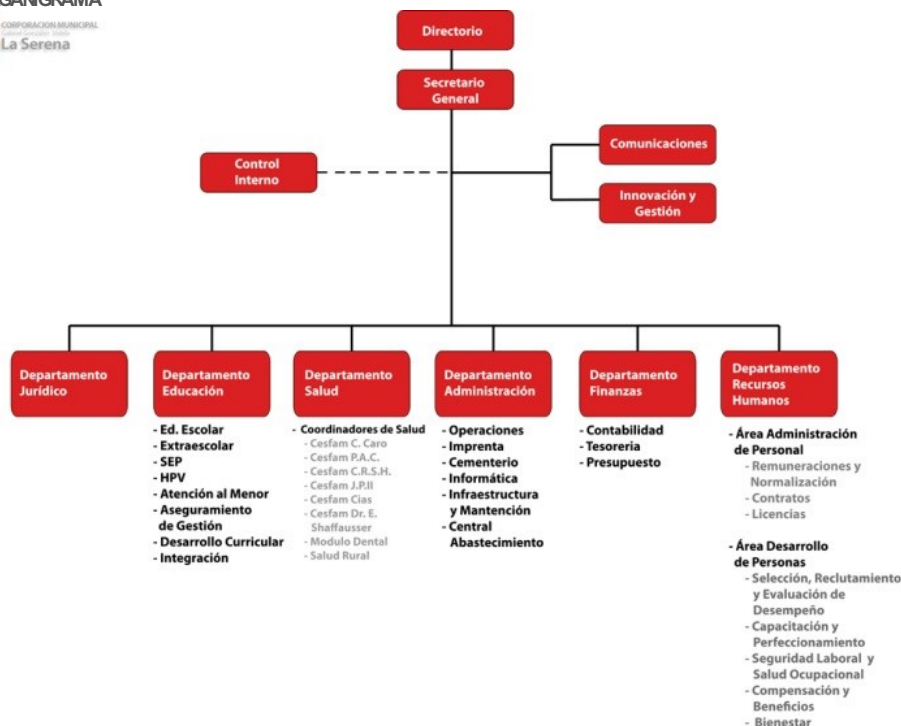 GANIGRAMA
CORPORACION MUNICIPAL
Gabriel González Videla
La Serena
Directorio
Secretario
General
Control
Interno
Comunicaciones
Innovación y
Gestión
Departamento
Jurídico
Departamento
Educación
- Ed. Escolar
- Extraescolar
- SEP
- HPV
- Atención al Menor
- Aseguramiento
de Gestión
- Desarrollo Curricular
- Integración
Departamento
Salud
- Coordinadores de Salud
- Cesfam C. Caro
- Cesfam P.A.C.
- Cesfam C.R.S.H.
- Cesfam J.P.II
- Cesfam Cias
- Cesfam Dr. E.
Shaffausser
- Modulo Dental
- Salud Rural
Departamento
Administración
- Operaciones
- Imprenta
- Cementerio
- Informática
- Infraestructura
y Mantención
- Central
Abastecimiento
Departamento
Finanzas
- Contabilidad
- Tesoreria
- Presupuesto
Departamento
Recursos
Humanos
- Área Administración
de Personal
- Remuneraciones y
Normalización
- Contratos
- Licencias
- Área Desarrollo
de Personas
- Selección, Reclutamiento
y Evaluación de
Desempeño
- Capacitación y
Perfeccionamiento
- Seguridad Laboral y
Salud Ocupacional
- Compensación y
Beneficios
- Bienestar